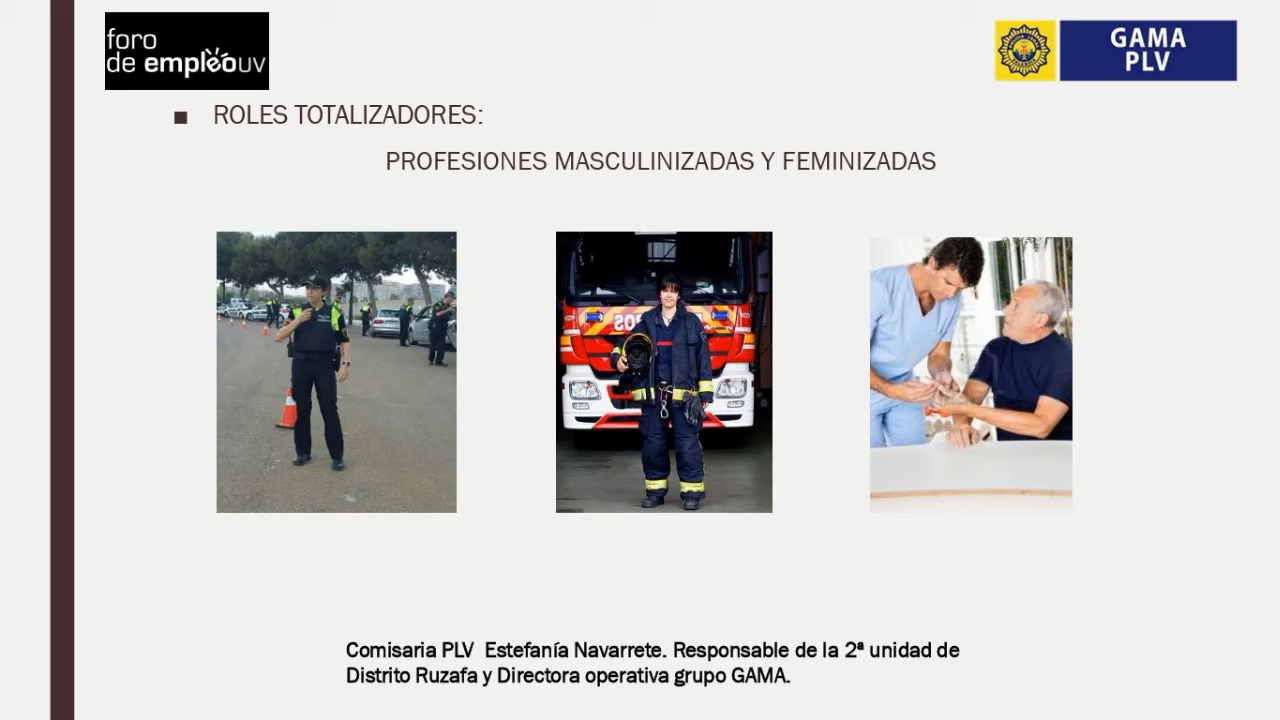 foro
de empleouv
GAMA
PLV
ROLES TOTALIZADORES:
PROFESIONES MASCULINIZADAS Y FEMINIZADAS
Comisaria PLV Estefanía Navarrete. Responsable de la 2ª unidad de
Distrito Ruzafa y Directora operativa grupo GAMA.